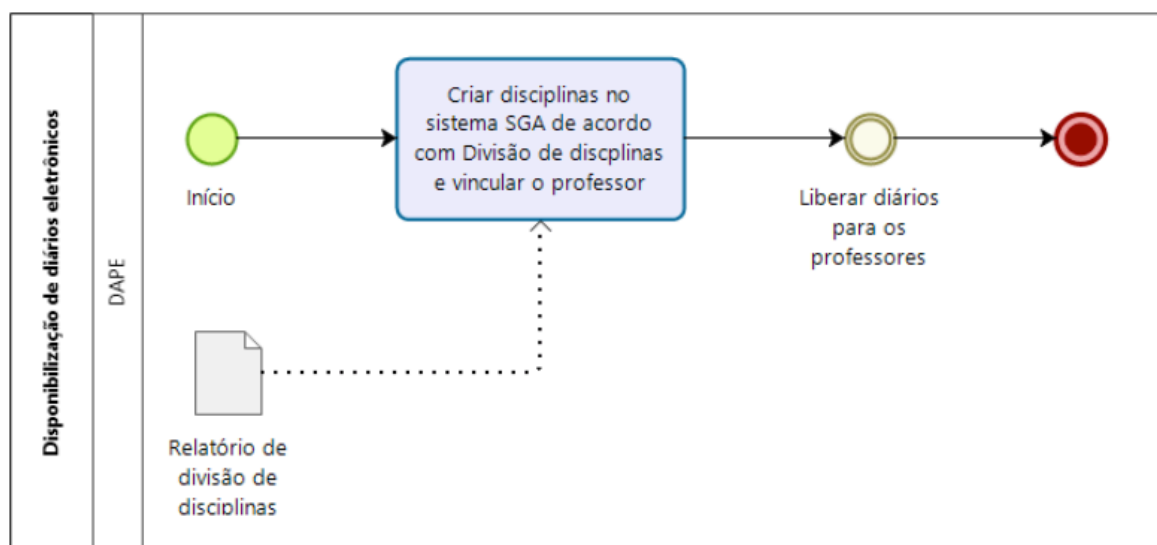 Disponibilização de diários eletrônicos
DAPE
Início
Criar disciplinas no
sistema SGA de acordo
com Divisão de discplinas
e vincular o professor
Liberar diários
para os
professores
Relatório de
divisão de
disciplinas